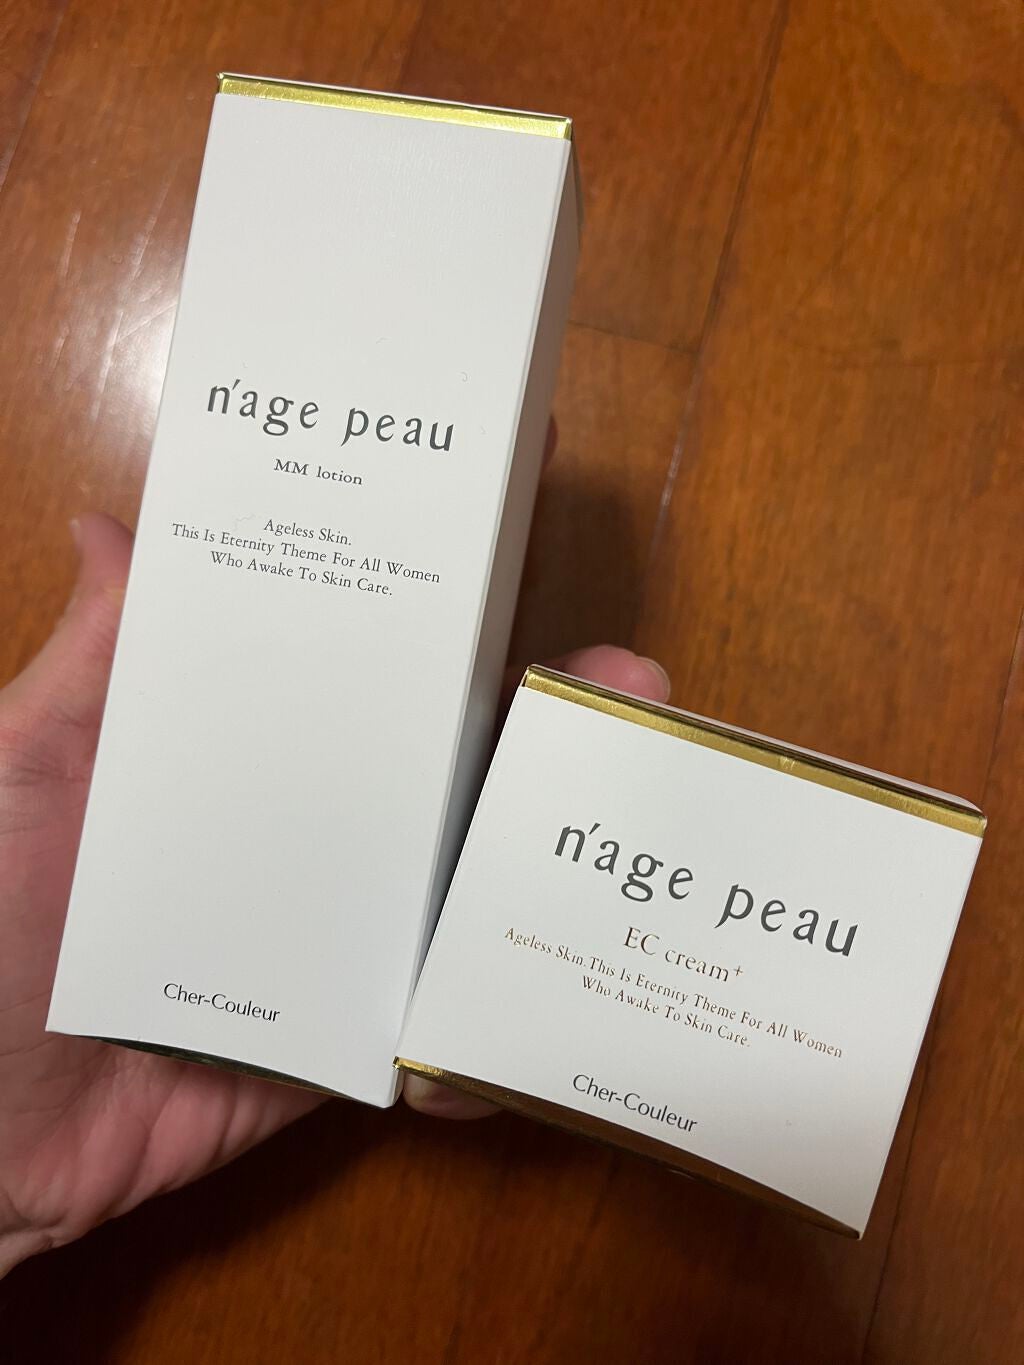 n'age peau
MM lotion
Ageless Skin.
This Is Eternity Theme For All Women
Who Awake To Skin Care.
Cher-Couleur
n'age peau
EC cream+
Ageless Skin.This Is Eternity Theme For All Women
Who Awake To Skin Care.
Cher-Couleur